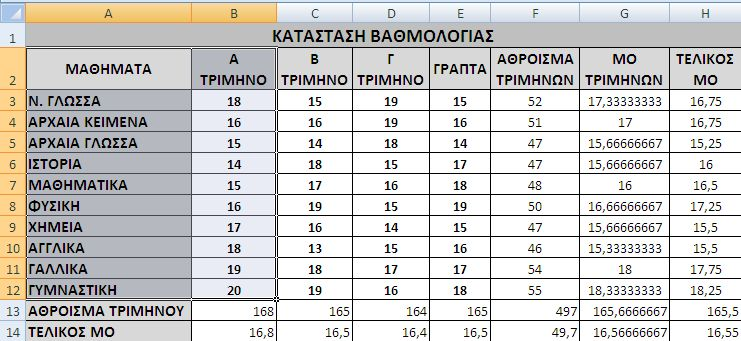 A B C D E F G H
1 ΚΑΤΑΣΤΑΣΗ ΒΑΘΜΟΛΟΓΙΑΣ
2 ΜΑΘΗΜΑΤΑ Α ΤΡΙΜΗΝΟ Β ΤΡΙΜΗΝΟ Γ ΤΡΙΜΗΝΟ ΓΡΑΠΤΑ ΑΘΡΟΙΣΜΑ ΤΡΙΜΗΝΩΝ ΜΟ ΤΡΙΜΗΝΩΝ ΤΕΛΙΚΟΣ ΜΟ
3 Ν. ΓΛΩΣΣΑ 18 15 19 15 52 17,33333333 16,75
4 ΑΡΧΑΙΑ ΚΕΙΜΕΝΑ 16 16 19 16 51 17 16,75
5 ΑΡΧΑΙΑ ΓΛΩΣΣΑ 15 14 18 14 47 15,66666667 15,25
6 ΙΣΤΟΡΙΑ 14 18 15 17 47 15,66666667 16
7 ΜΑΘΗΜΑΤΙΚΑ 15 17 16 18 48 16 16,5
8 ΦΥΣΙΚΗ 16 19 15 19 50 16,66666667 17,25
9 ΧΗΜΕΙΑ 17 16 14 15 47 15,66666667 15,5
10 ΑΓΓΛΙΚΑ 18 13 15 16 46 15,33333333 15,5
11 ΓΑΛΛΙΚΑ 19 18 17 17 54 18 17,75
12 ΓΥΜΝΑΣΤΙΚΗ 20 19 16 18 55 18,33333333 18,25
13 ΑΘΡΟΙΣΜΑ ΤΡΙΜΗΝΟΥ 168 165 164 165 497 165,6666667 165,5
14 ΤΕΛΙΚΟΣ ΜΟ 16,8 16,5 16,4 16,5 49,7 16,56666667 16,55